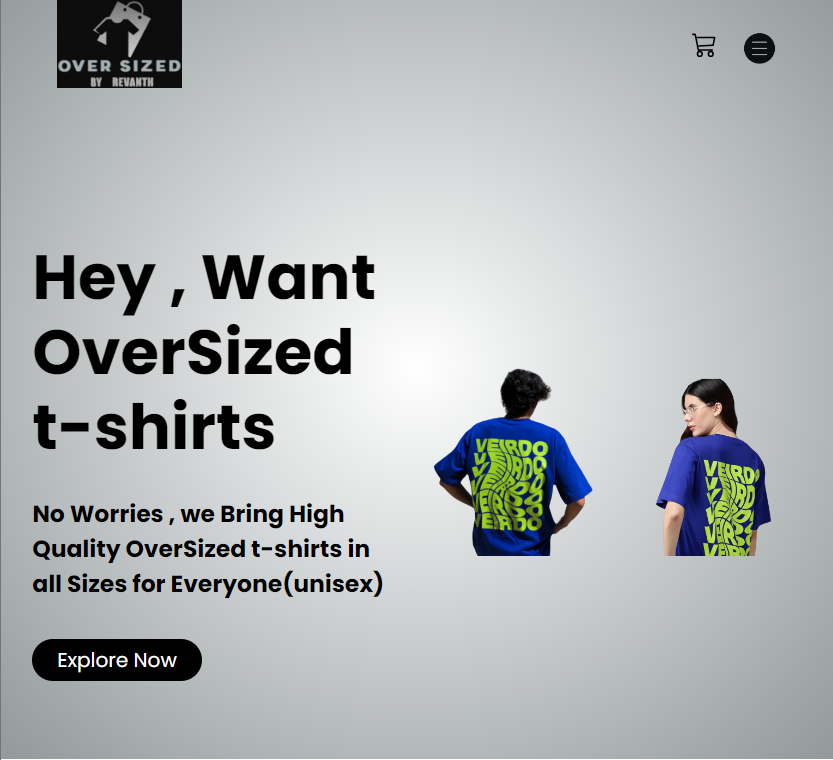 OVER SIZED
BY REVANTH
Hey , Want
OverSized
t-shirts
No Worries , we Bring High
Quality OverSized t-shirts in
all Sizes for Everyone(unisex)
Explore Now
VEIRDO
VEIRDO
VEIRDO
VEIRDO
VEIRDO
VEIRDO
VEIRDO
VEIRDO
VEIRDO
VEIRDO